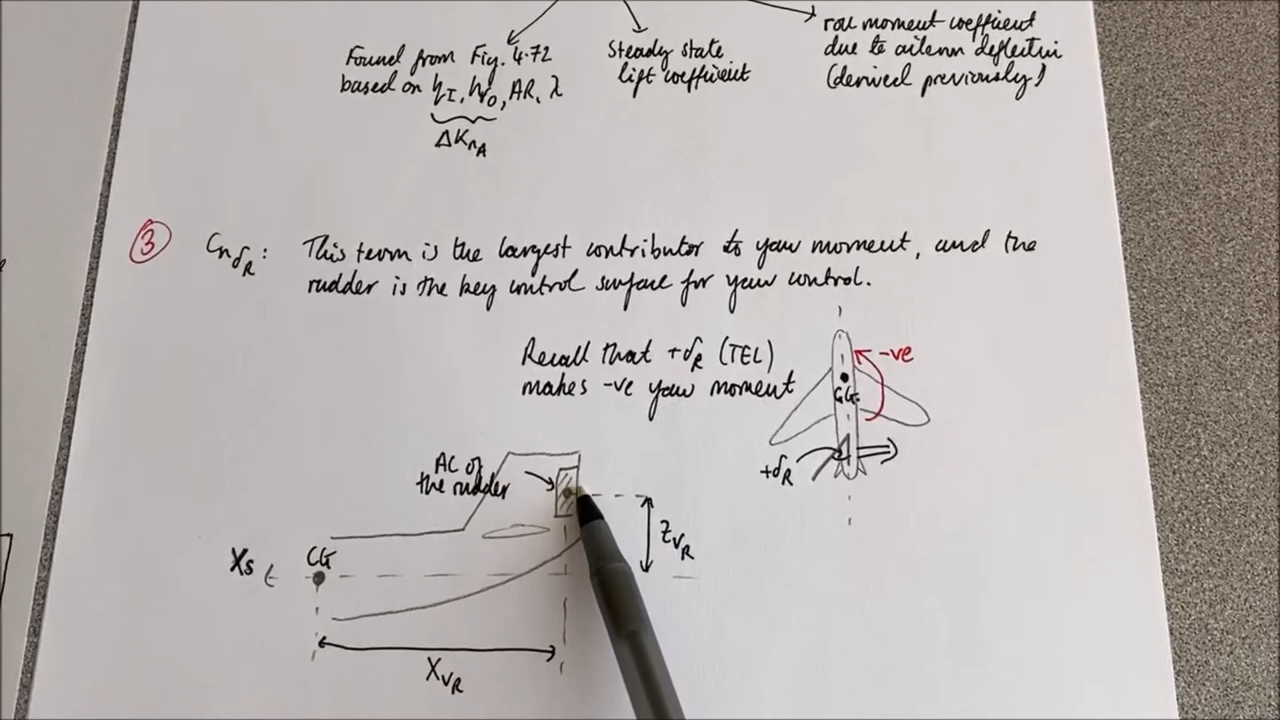 Found from Fig. 4.72
based on ηI, ηO, AR, λ
ΔKnA
Steady state
lift coefficient
roll moment coefficient
due to aileron deflection
(derived previously)
3
CnδR: This term is the largest contributor to yaw moment, and the
rudder is the key control surface for yaw control.
Recall that +δR (TEL)
makes -ve yaw moment
-ve
CG
+δR
AC of
the rudder
ZVR
XS
CG
XVR